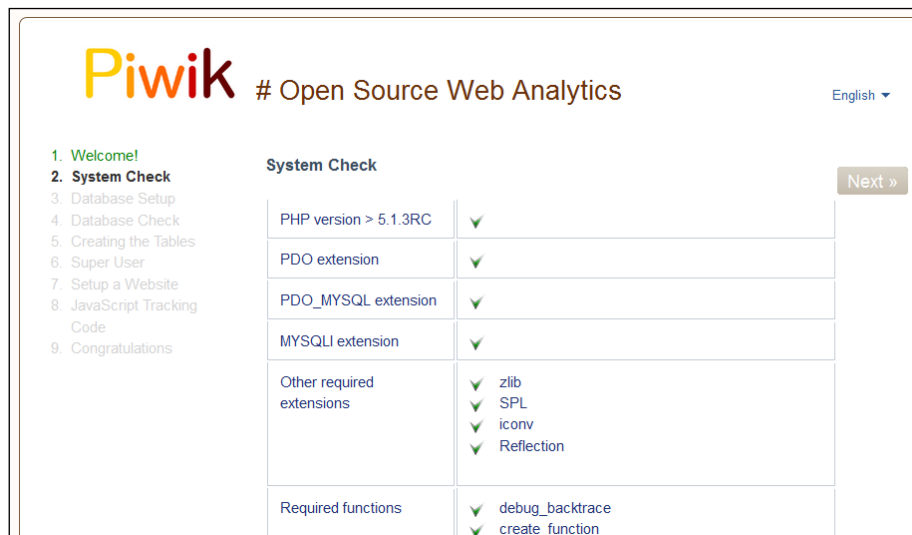 Piwik # Open Source Web Analytics
English
1. Welcome!
2. System Check
3. Database Setup
4. Database Check
5. Creating the Tables
6. Super User
7. Setup a Website
8. JavaScript Tracking
Code
9. Congratulations
System Check
Next »
PHP version > 5.1.3RC
PDO extension
PDO_MYSQL extension
MYSQLI extension
Other required
extensions
zlib
SPL
iconv
Reflection
Required functions
debug_backtrace
create_function